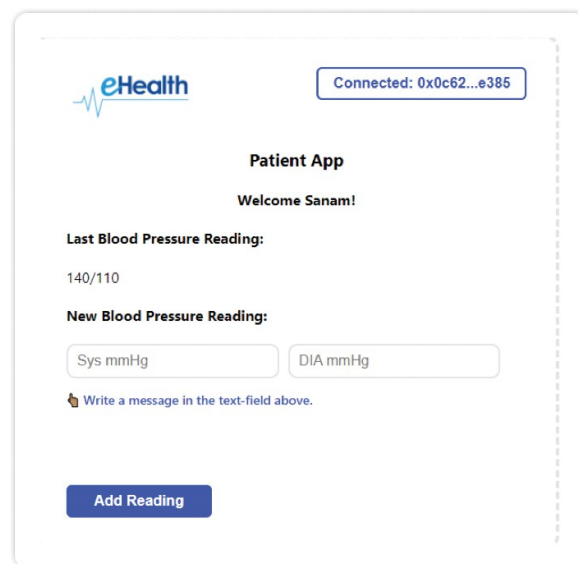 eHealth
Connected: 0x0c62...e385
Patient App
Welcome Sanam!
Last Blood Pressure Reading:
140/110
New Blood Pressure Reading:
Sys mmHg
DIA mmHg
Write a message in the text-field above.
Add Reading